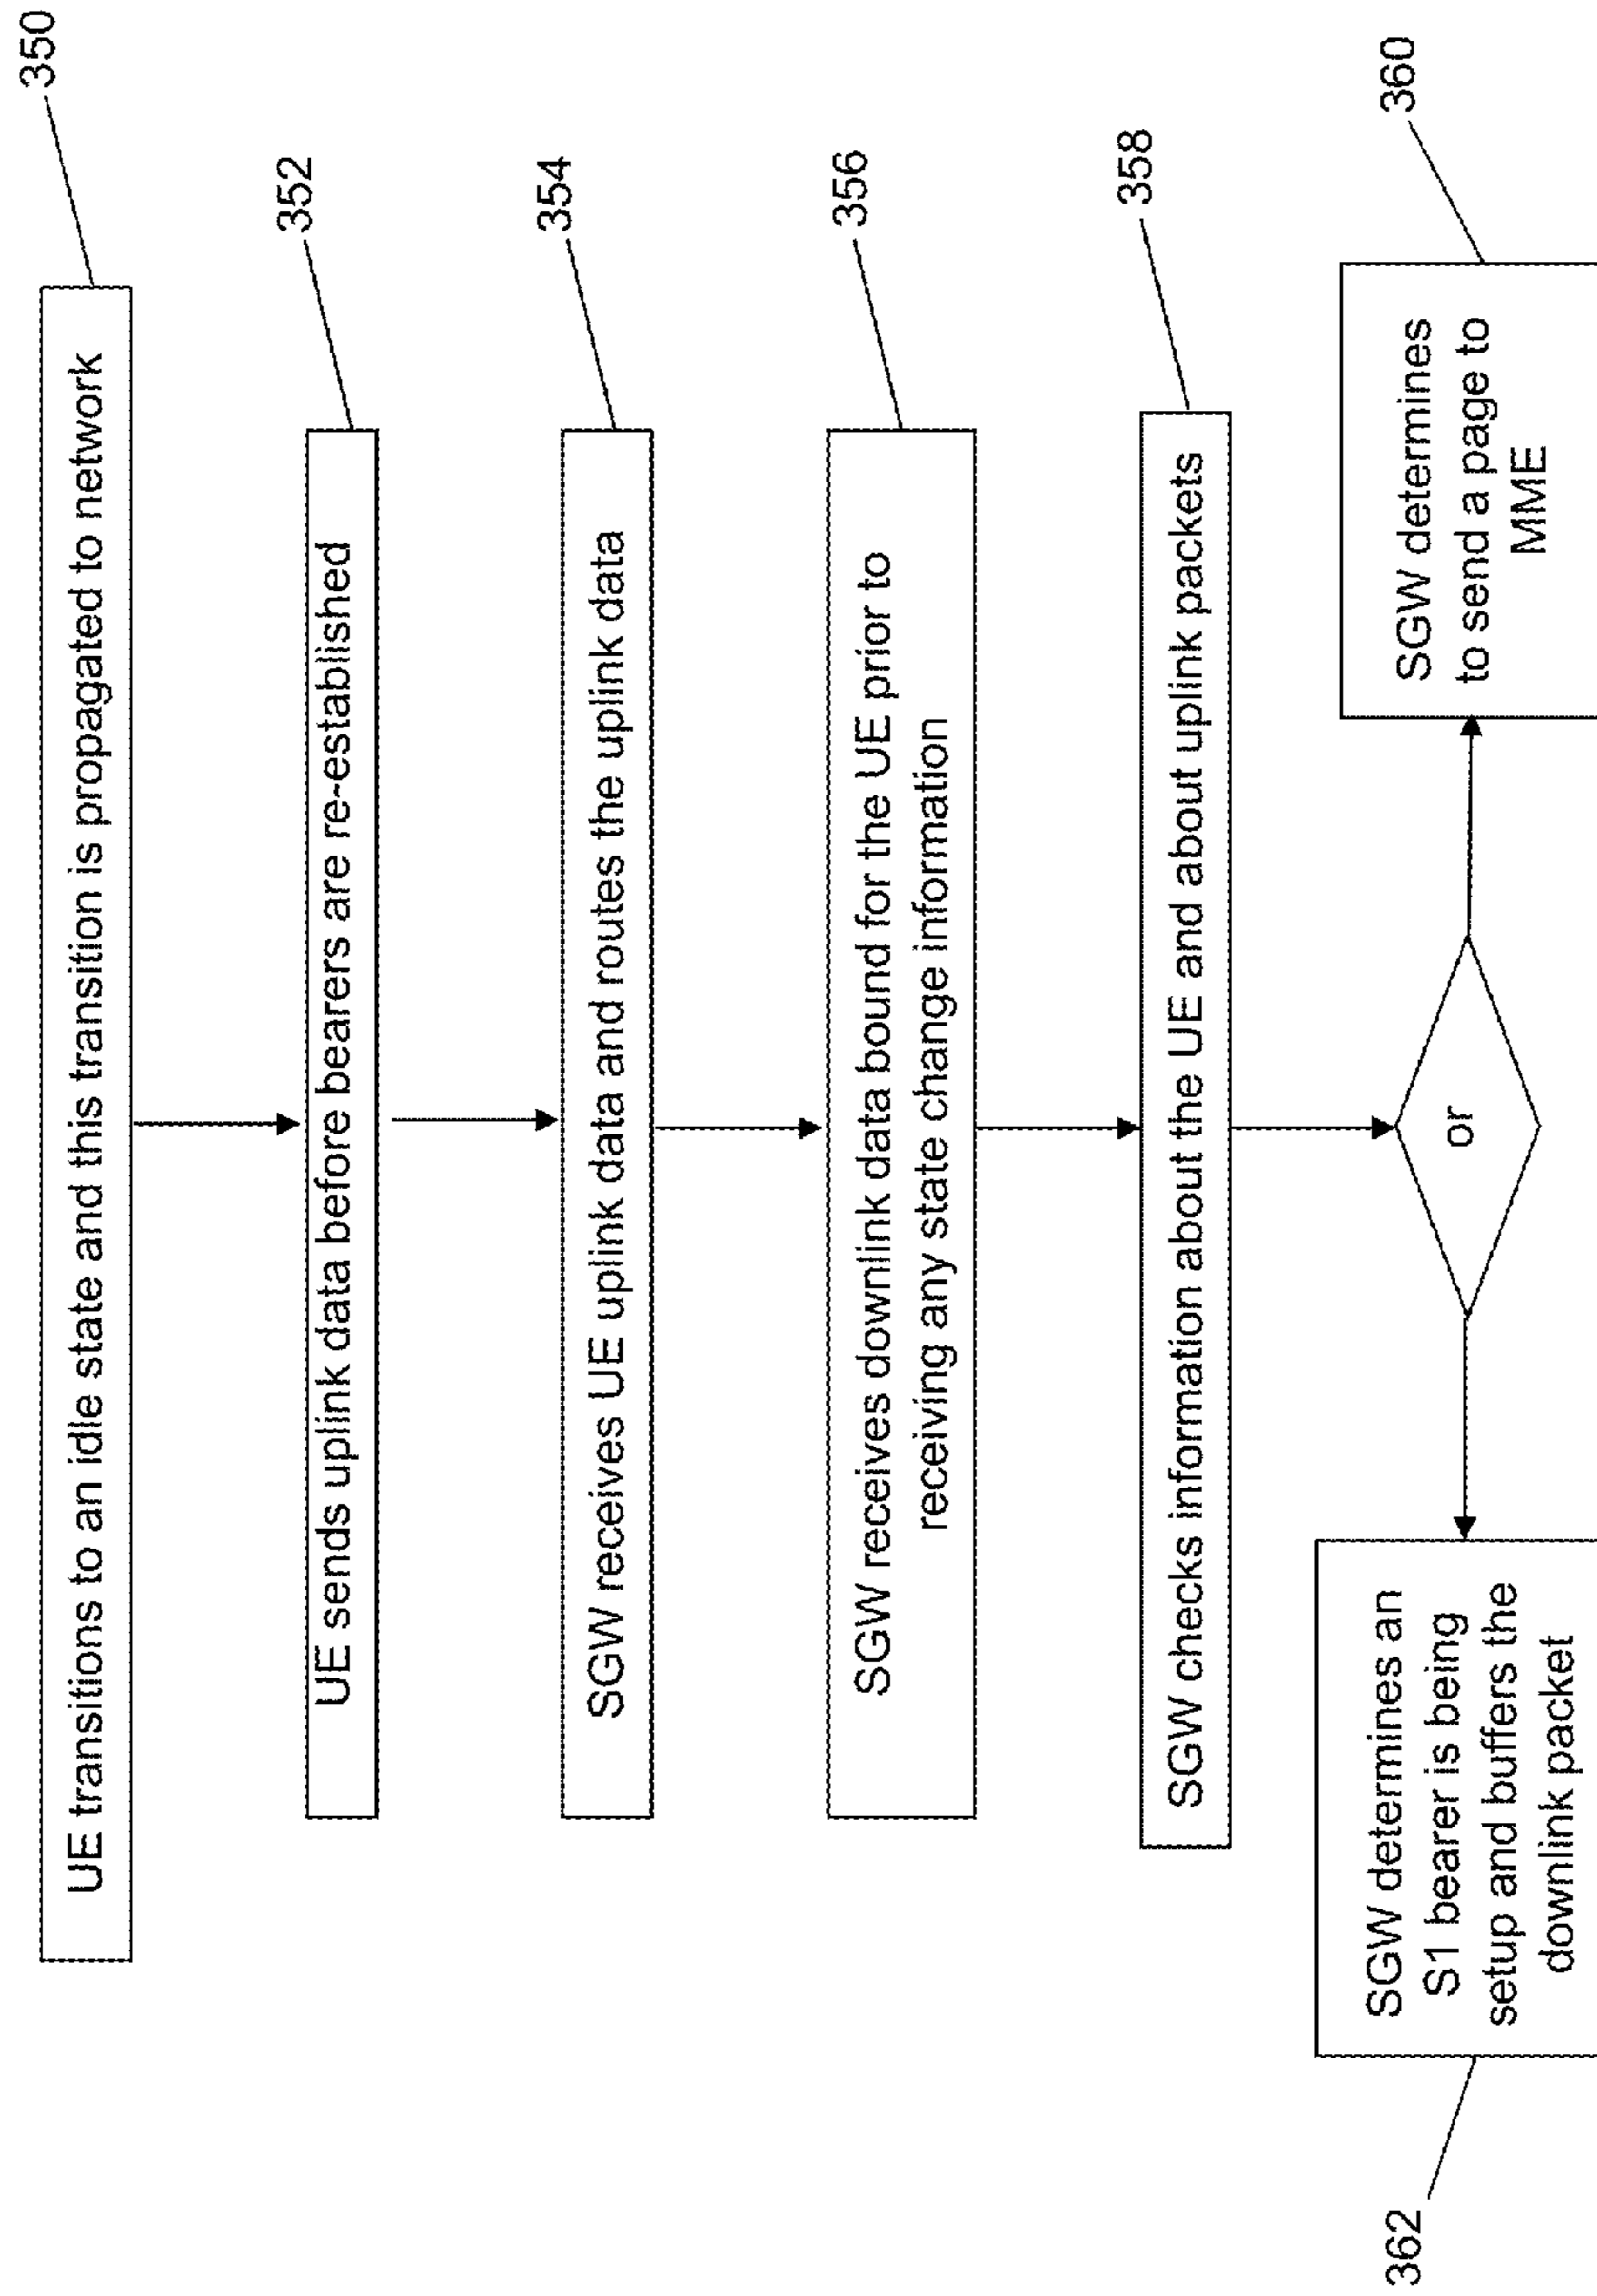 350
UE transitions to an idle state and this transition is propagated to network
352
UE sends uplink data before bearers are re-established
354
SGW receives UE uplink data and routes the uplink data
356
SGW receives downlink data bound for the UE prior to
receiving any state change information
358
SGW checks information about the UE and about uplink packets
or
362
SGW determines an
S1 bearer is being
setup and buffers the
downlink packet
360
SGW determines
to send a page to
MME